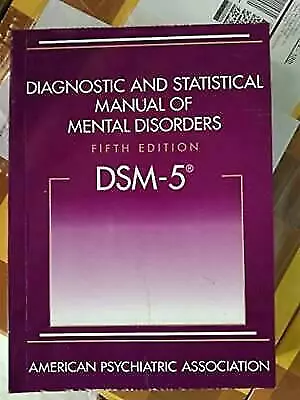 DIAGNOSTIC AND STATISTICAL
MANUAL OF
MENTAL DISORDERS
FIFTH EDITION
DSM-5®
AMERICAN PSYCHIATRIC ASSOCIATION